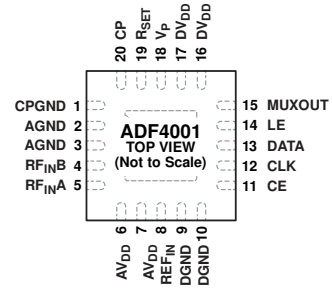 20 CP
19 RSET
18 VP
17 DVDD
16 DVDD
CPGND 1
AGND 2
AGND 3
RFINB 4
RFINA 5
ADF4001
TOP VIEW
(Not to Scale)
15 MUXOUT
14 LE
13 DATA
12 CLK
11 CE
AVDD 6
AVDD 7
REFIN 8
DGND 9
DGND 10